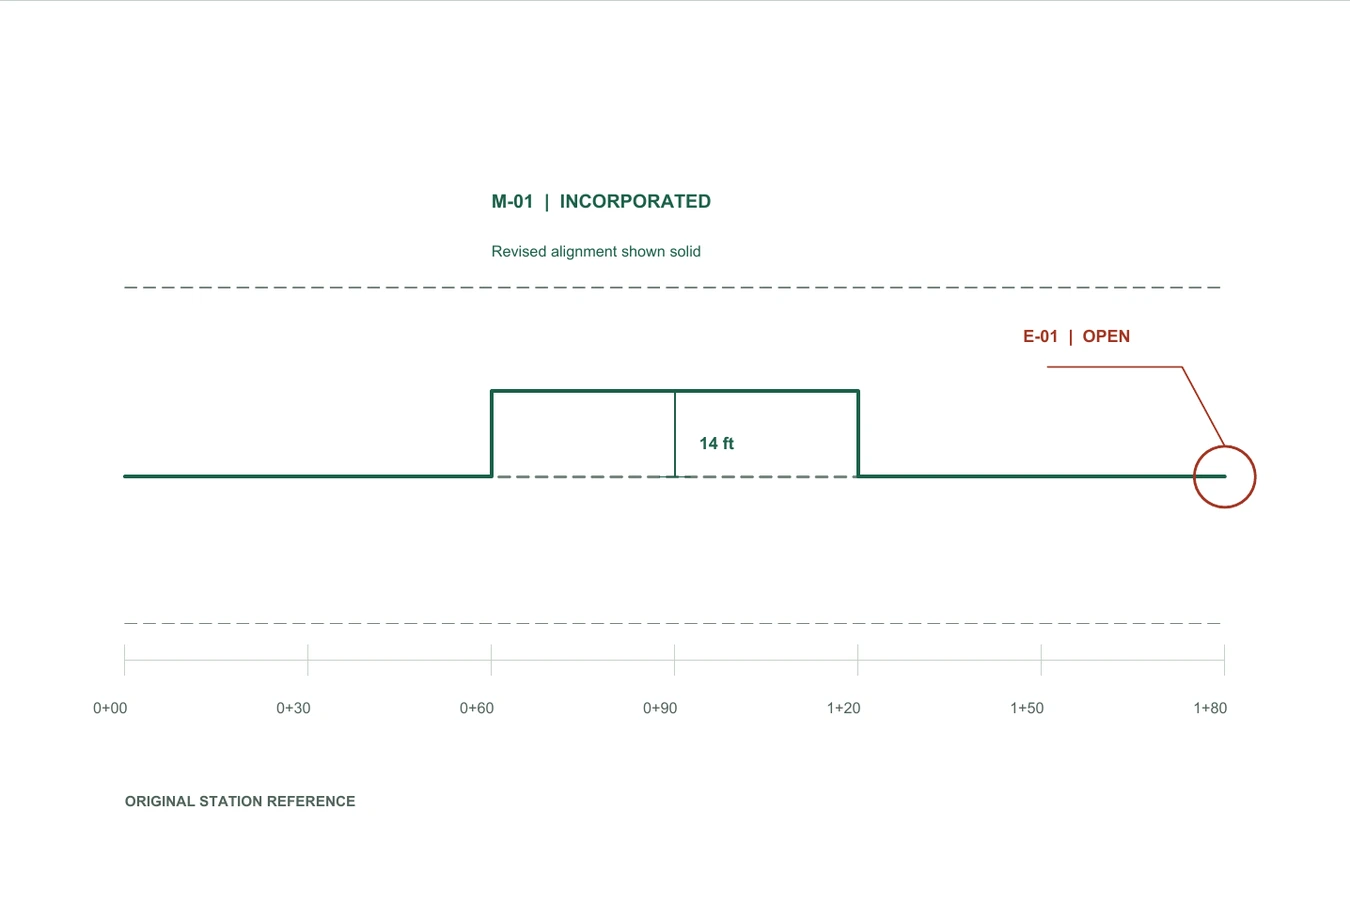 M-01 | INCORPORATED
Revised alignment shown solid
E-01 | OPEN
14 ft
0+00 0+30 0+60 0+90 1+20 1+50 1+80
ORIGINAL STATION REFERENCE